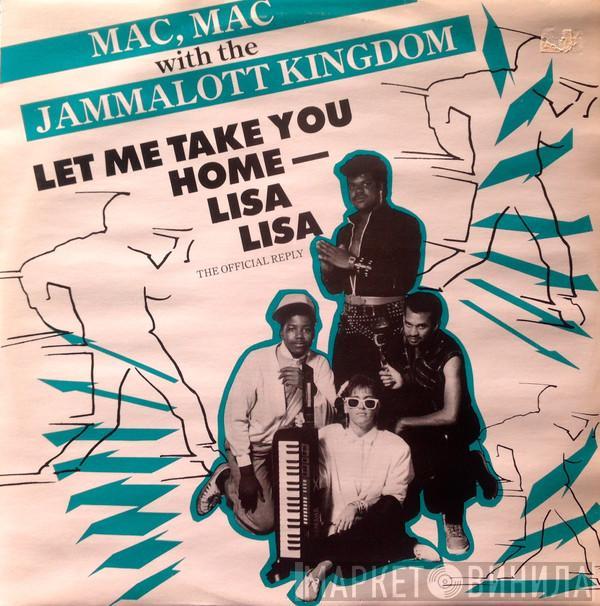 MAC, MAC
with the
JAMMALOTT KINGDOM
LET ME TAKE YOU
HOME —
LISA
LISA
THE OFFICIAL REPLY
МАРКЕТ ВИНИЛА